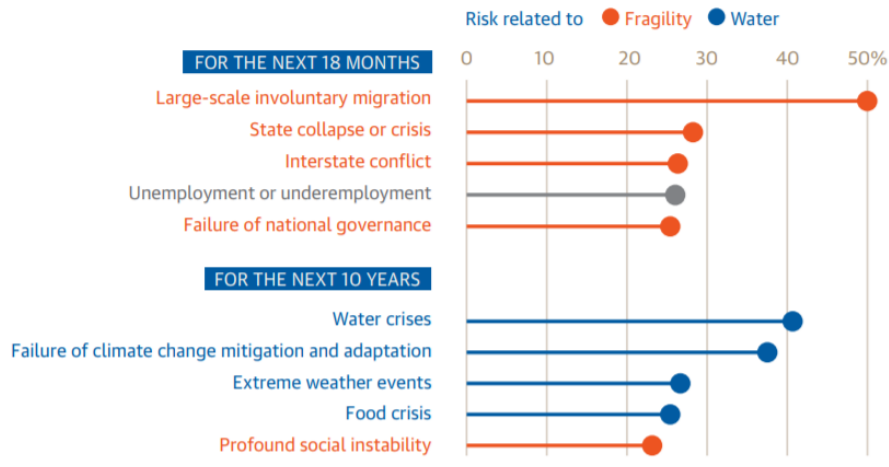 Risk related to Fragility Water
FOR THE NEXT 18 MONTHS 0 10 20 30 40 50%
Large-scale involuntary migration
State collapse or crisis
Interstate conflict
Unemployment or underemployment
Failure of national governance
FOR THE NEXT 10 YEARS
Water crises
Failure of climate change mitigation and adaptation
Extreme weather events
Food crisis
Profound social instability